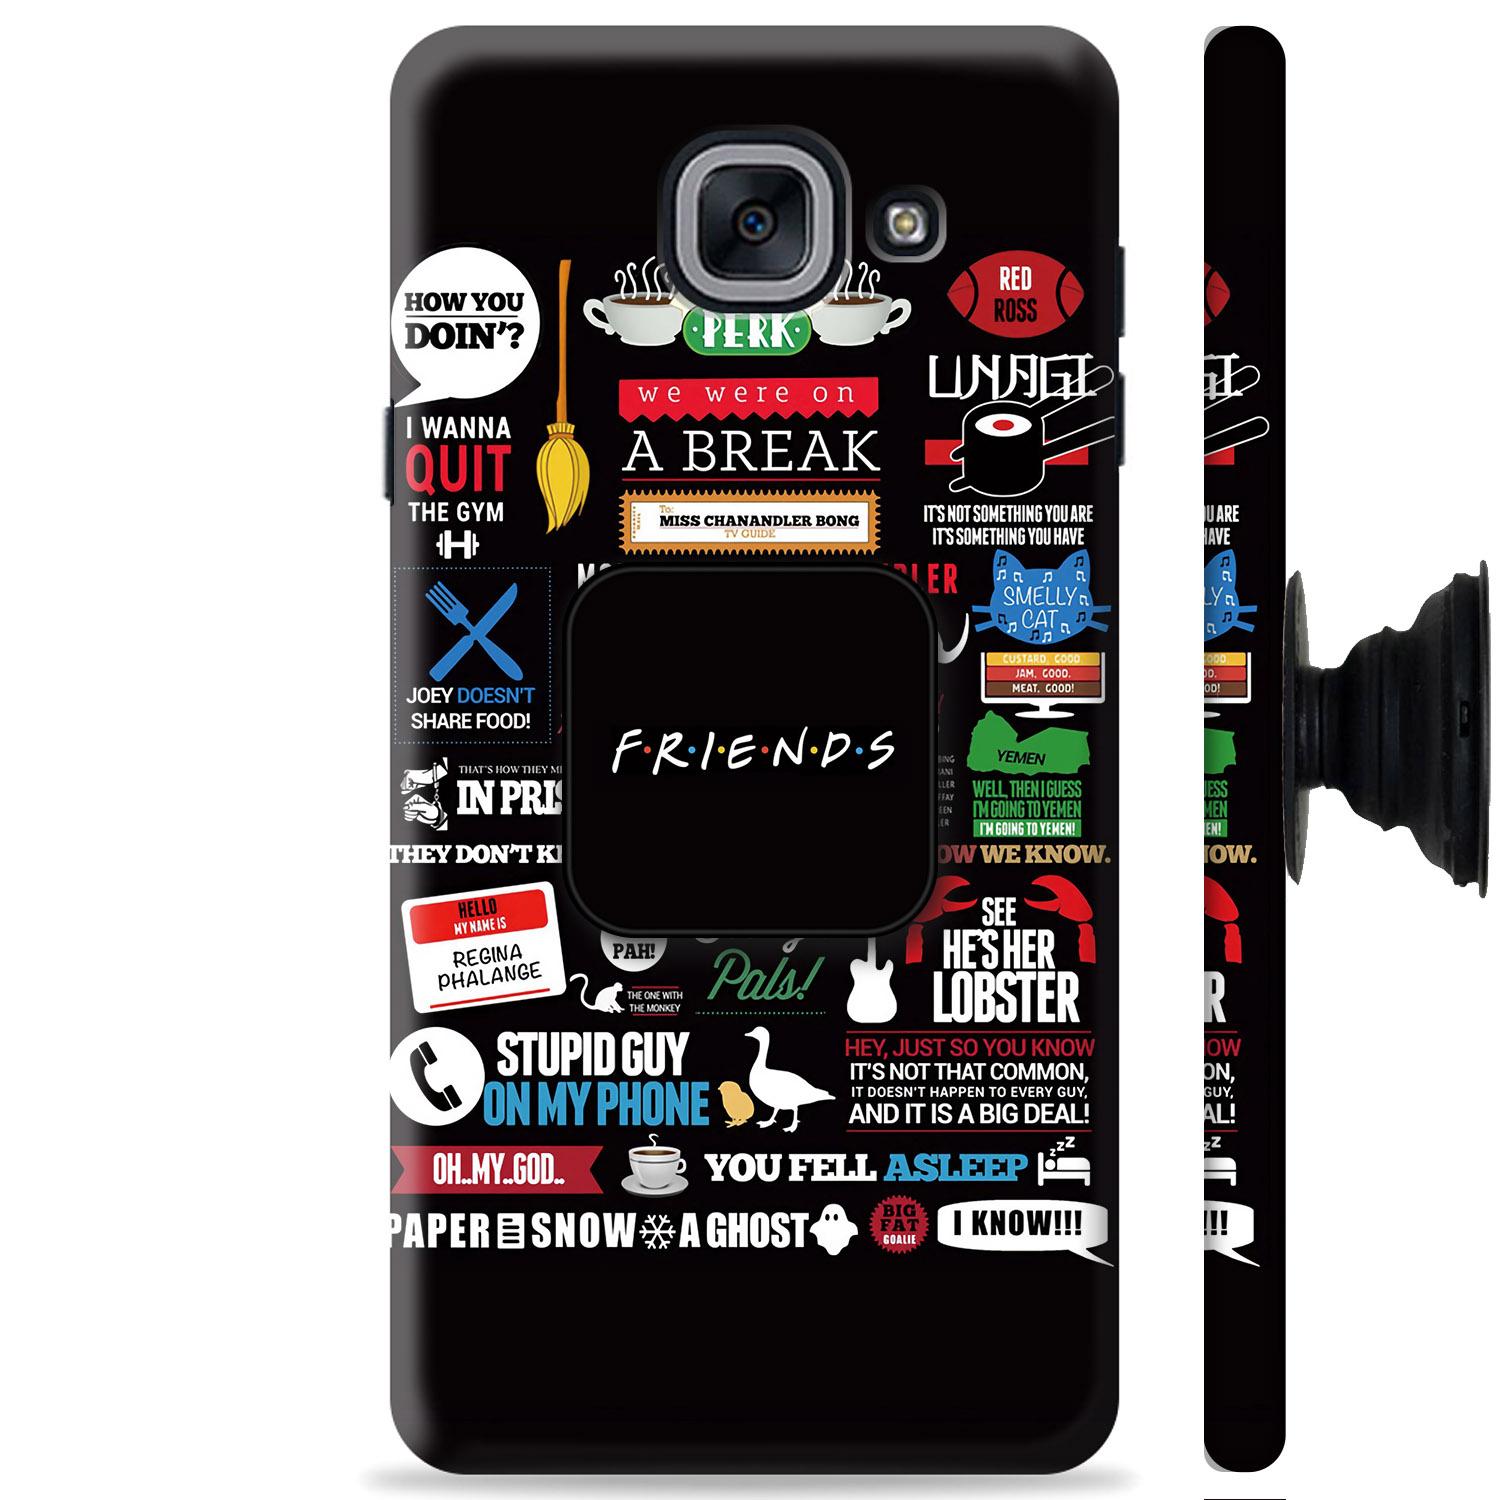 HOW YOU
DOIN'?
PERK
RED
ROSS
UNAGI
we were on
A BREAK
I WANNA
QUIT
THE GYM
To:
MISS CHANANDLER BONG
TV GUIDE
IT'S NOT SOMETHING YOU ARE
IT'S SOMETHING YOU HAVE
SMELLY
CAT
CUSTARD, GOOD
JAM, GOOD.
MEAT, GOOD!
JOEY DOESN'T
SHARE FOOD!
F·R·I·E·N·D·S
YEMEN
WELL, THEN I GUESS
I'M GOING TO YEMEN
I'M GOING TO YEMEN!
THAT'S HOW THEY
IN
THEY DON'T
WE KNOW.
HELLO
MY NAME IS
REGINA
PHALANGE
PAH!
Pals!
THE ONE WITH
THE MONKEY
SEE
HE'S HER
LOBSTER
STUPID GUY
ON MY PHONE
HEY, JUST SO YOU KNOW
IT'S NOT THAT COMMON,
IT DOESN'T HAPPEN TO EVERY GUY,
AND IT IS A BIG DEAL!
OH..MY..GOD..
YOU FELL ASLEEP
zzZ
PAPER SNOW A GHOST
BIG
FAT
GOALIE
I KNOW!!!